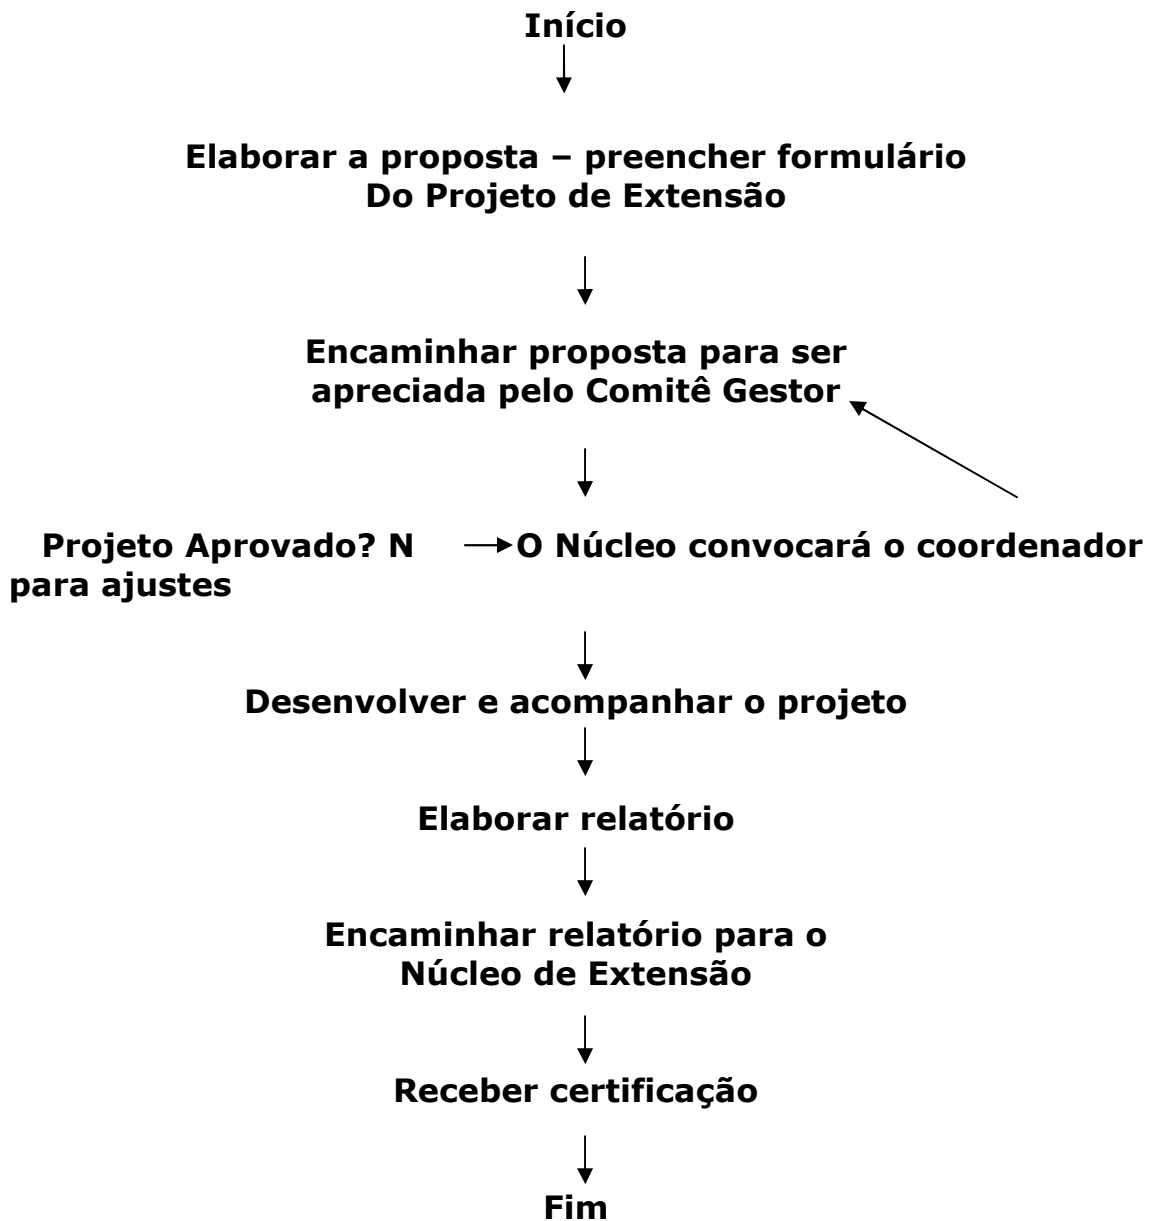 Início
Elaborar a proposta – preencher formulário
Do Projeto de Extensão
Encaminhar proposta para ser
apreciada pelo Comitê Gestor
Projeto Aprovado? N O Núcleo convocará o coordenador
para ajustes
Desenvolver e acompanhar o projeto
Elaborar relatório
Encaminhar relatório para o
Núcleo de Extensão
Receber certificação
Fim